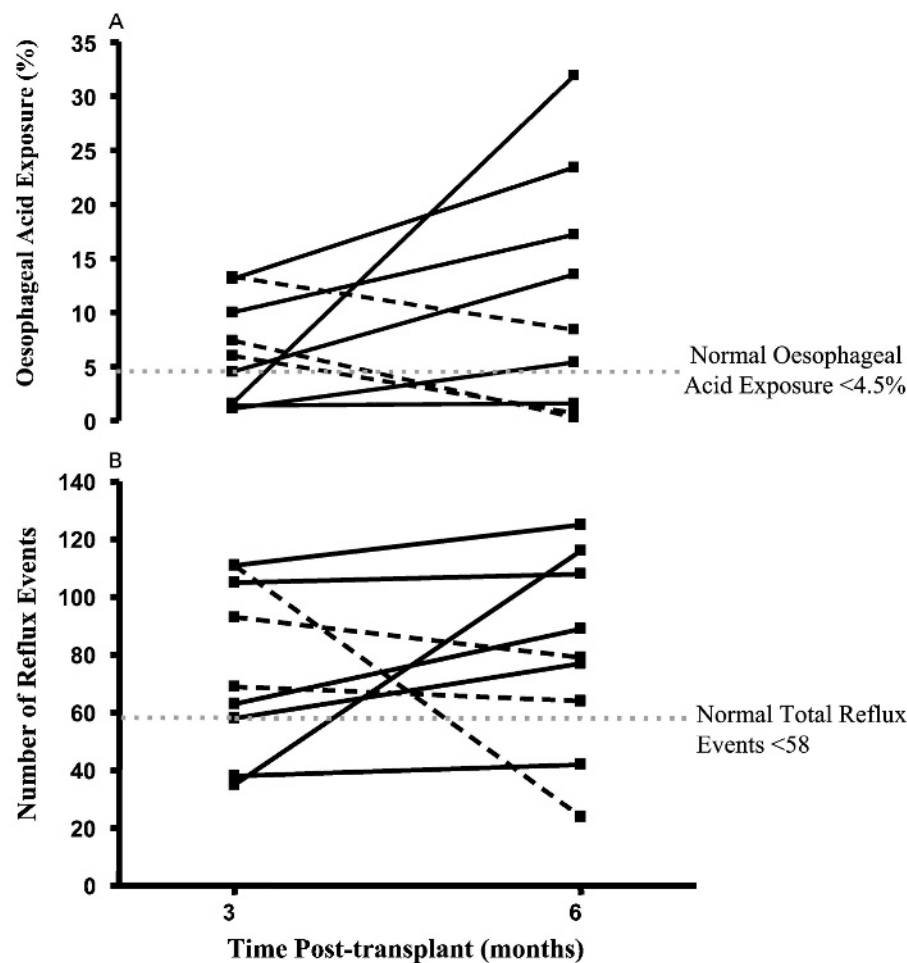 A
Oesophageal Acid Exposure (%)
35
30
25
20
15
10
5
0
Normal Oesophageal
Acid Exposure <4.5%
B
Number of Reflux Events
140
120
100
80
60
40
20
0
Normal Total Reflux
Events <58
3
6
Time Post-transplant (months)